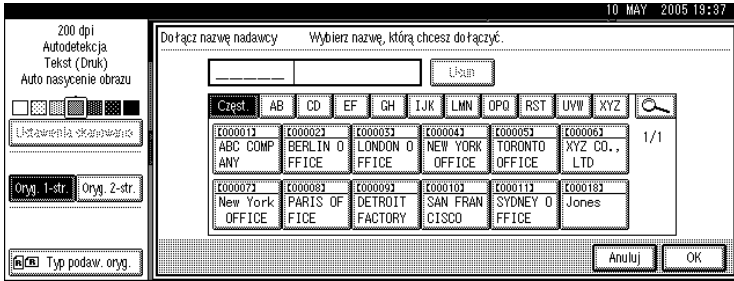 10 MAY 2005 19:37
200 dpi
Autodetekcja
Tekst (Druk)
Auto nasycenie obrazu
Ustawienia skanowania
Oryg. 1-str. Oryg. 2-str.
Typ podaw. oryg.
Dołącz nazwę nadawcy Wybierz nazwę, którą chcesz dołączyć.
_ _ _ _ _ Usuń
Częst. AB CD EF GH IJK LMN OPQ RST UVW XYZ
[00001] [00002] [00003] [00004] [00005] [00006] 1/1
ABC COMP BERLIN O LONDON O NEW YORK TORONTO XYZ CO.,
ANY FFICE FFICE OFFICE OFFICE LTD
[00007] [00008] [00009] [00010] [00011] [00018]
New York PARIS OF DETROIT SAN FRAN SYDNEY O Jones
OFFICE FICE FACTORY CISCO FFICE
Anuluj OK